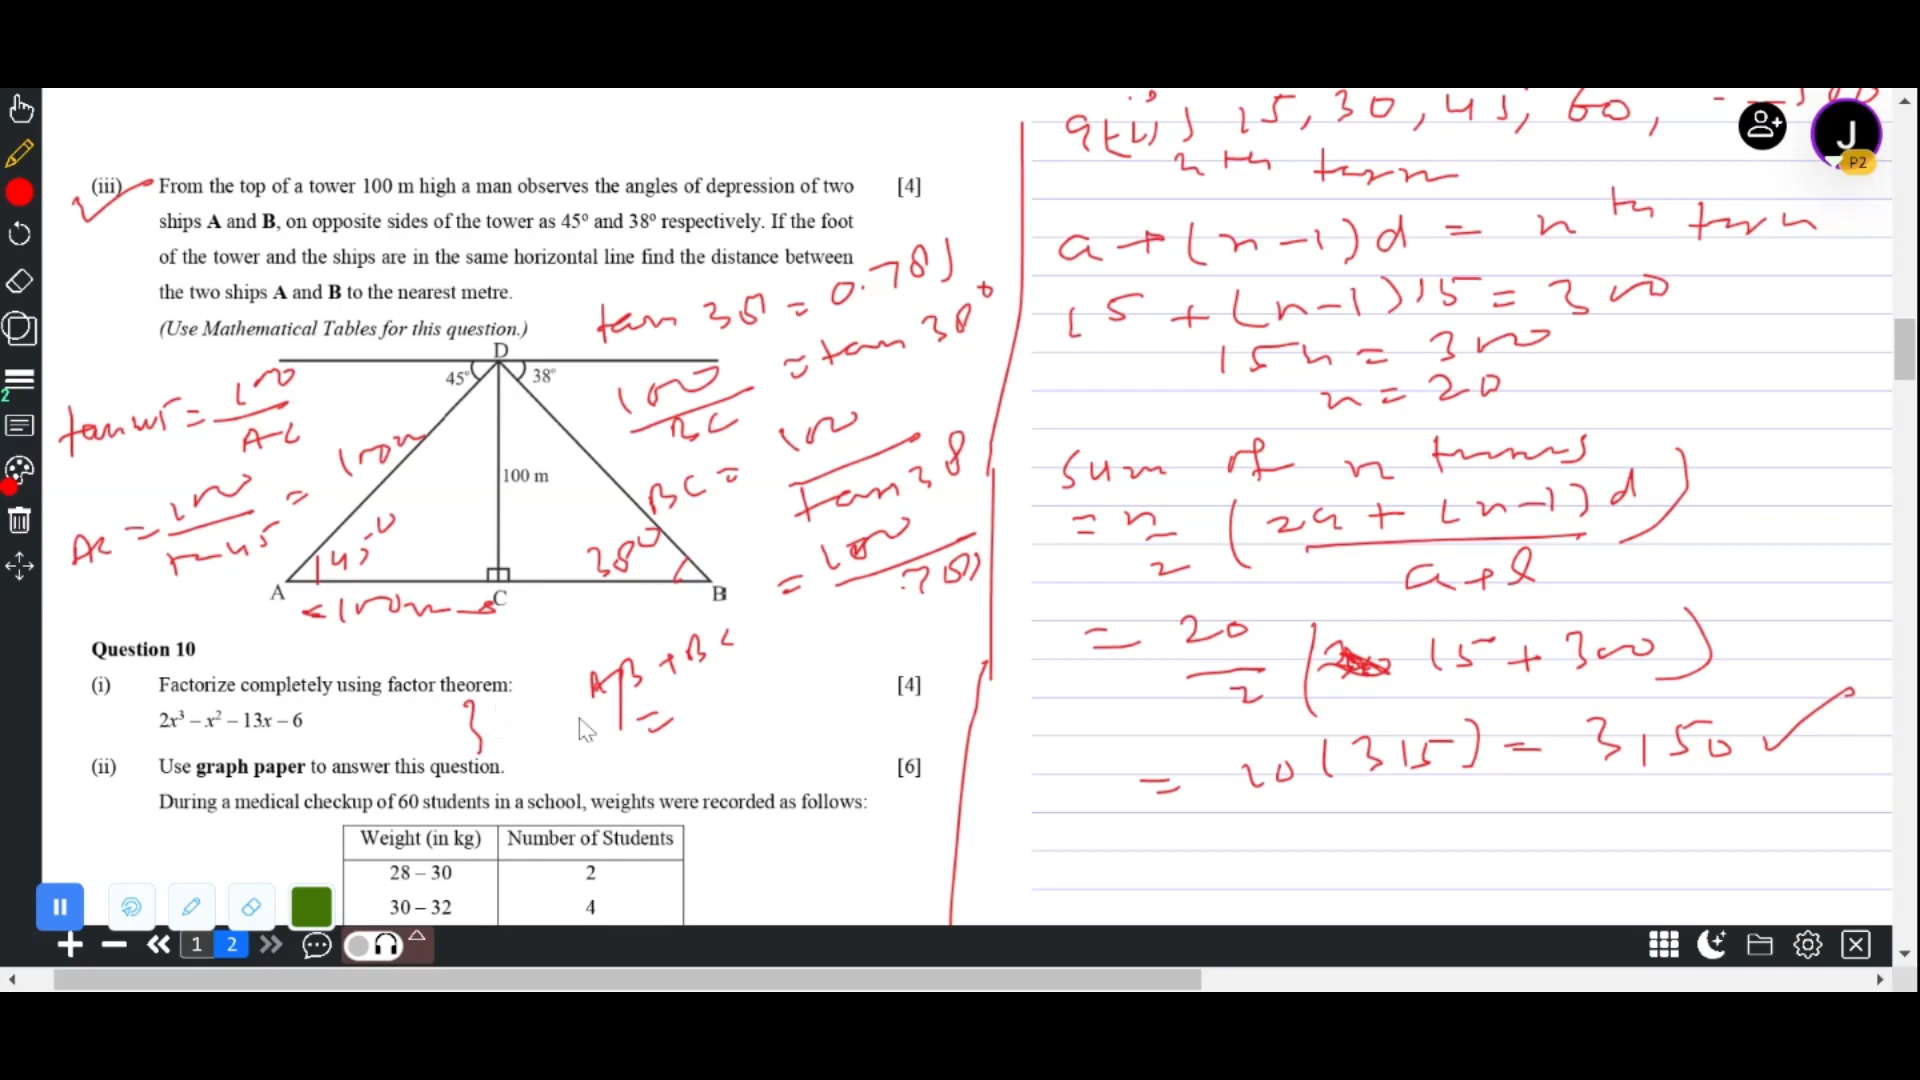 (iii) From the top of a tower 100 m high a man observes the angles of depression of two [4]
ships A and B, on opposite sides of the tower as 45° and 38° respectively. If the foot
of the tower and the ships are in the same horizontal line find the distance between
the two ships A and B to the nearest metre.
(Use Mathematical Tables for this question.)
tan 38 = 0.781
D
45° 38°
tan 45 = 100 / AC
100 / BC = tan 38°
100 m
AC = 100 / tan 45 = 100 m
BC = 100 / tan 38
= 100 / .781
45° 38°
A C B
<100m→
Question 10
AB + BC
=
(i) Factorize completely using factor theorem: [4]
2x³ – x² – 13x – 6
(ii) Use graph paper to answer this question. [6]
During a medical checkup of 60 students in a school, weights were recorded as follows:
Weight (in kg) Number of Students
28 – 30 2
30 – 32 4
15, 30, 45, 60,
nth term
a + (n-1)d = nth term
15 + (n-1)15 = 300
15n = 300
n = 20
Sum of n terms
= n/2 (2a + (n-1)d)
a + l
= 20/2 ( 15 + 300)
= 20 (315) = 3150 ✓
J
P2
2
1 2